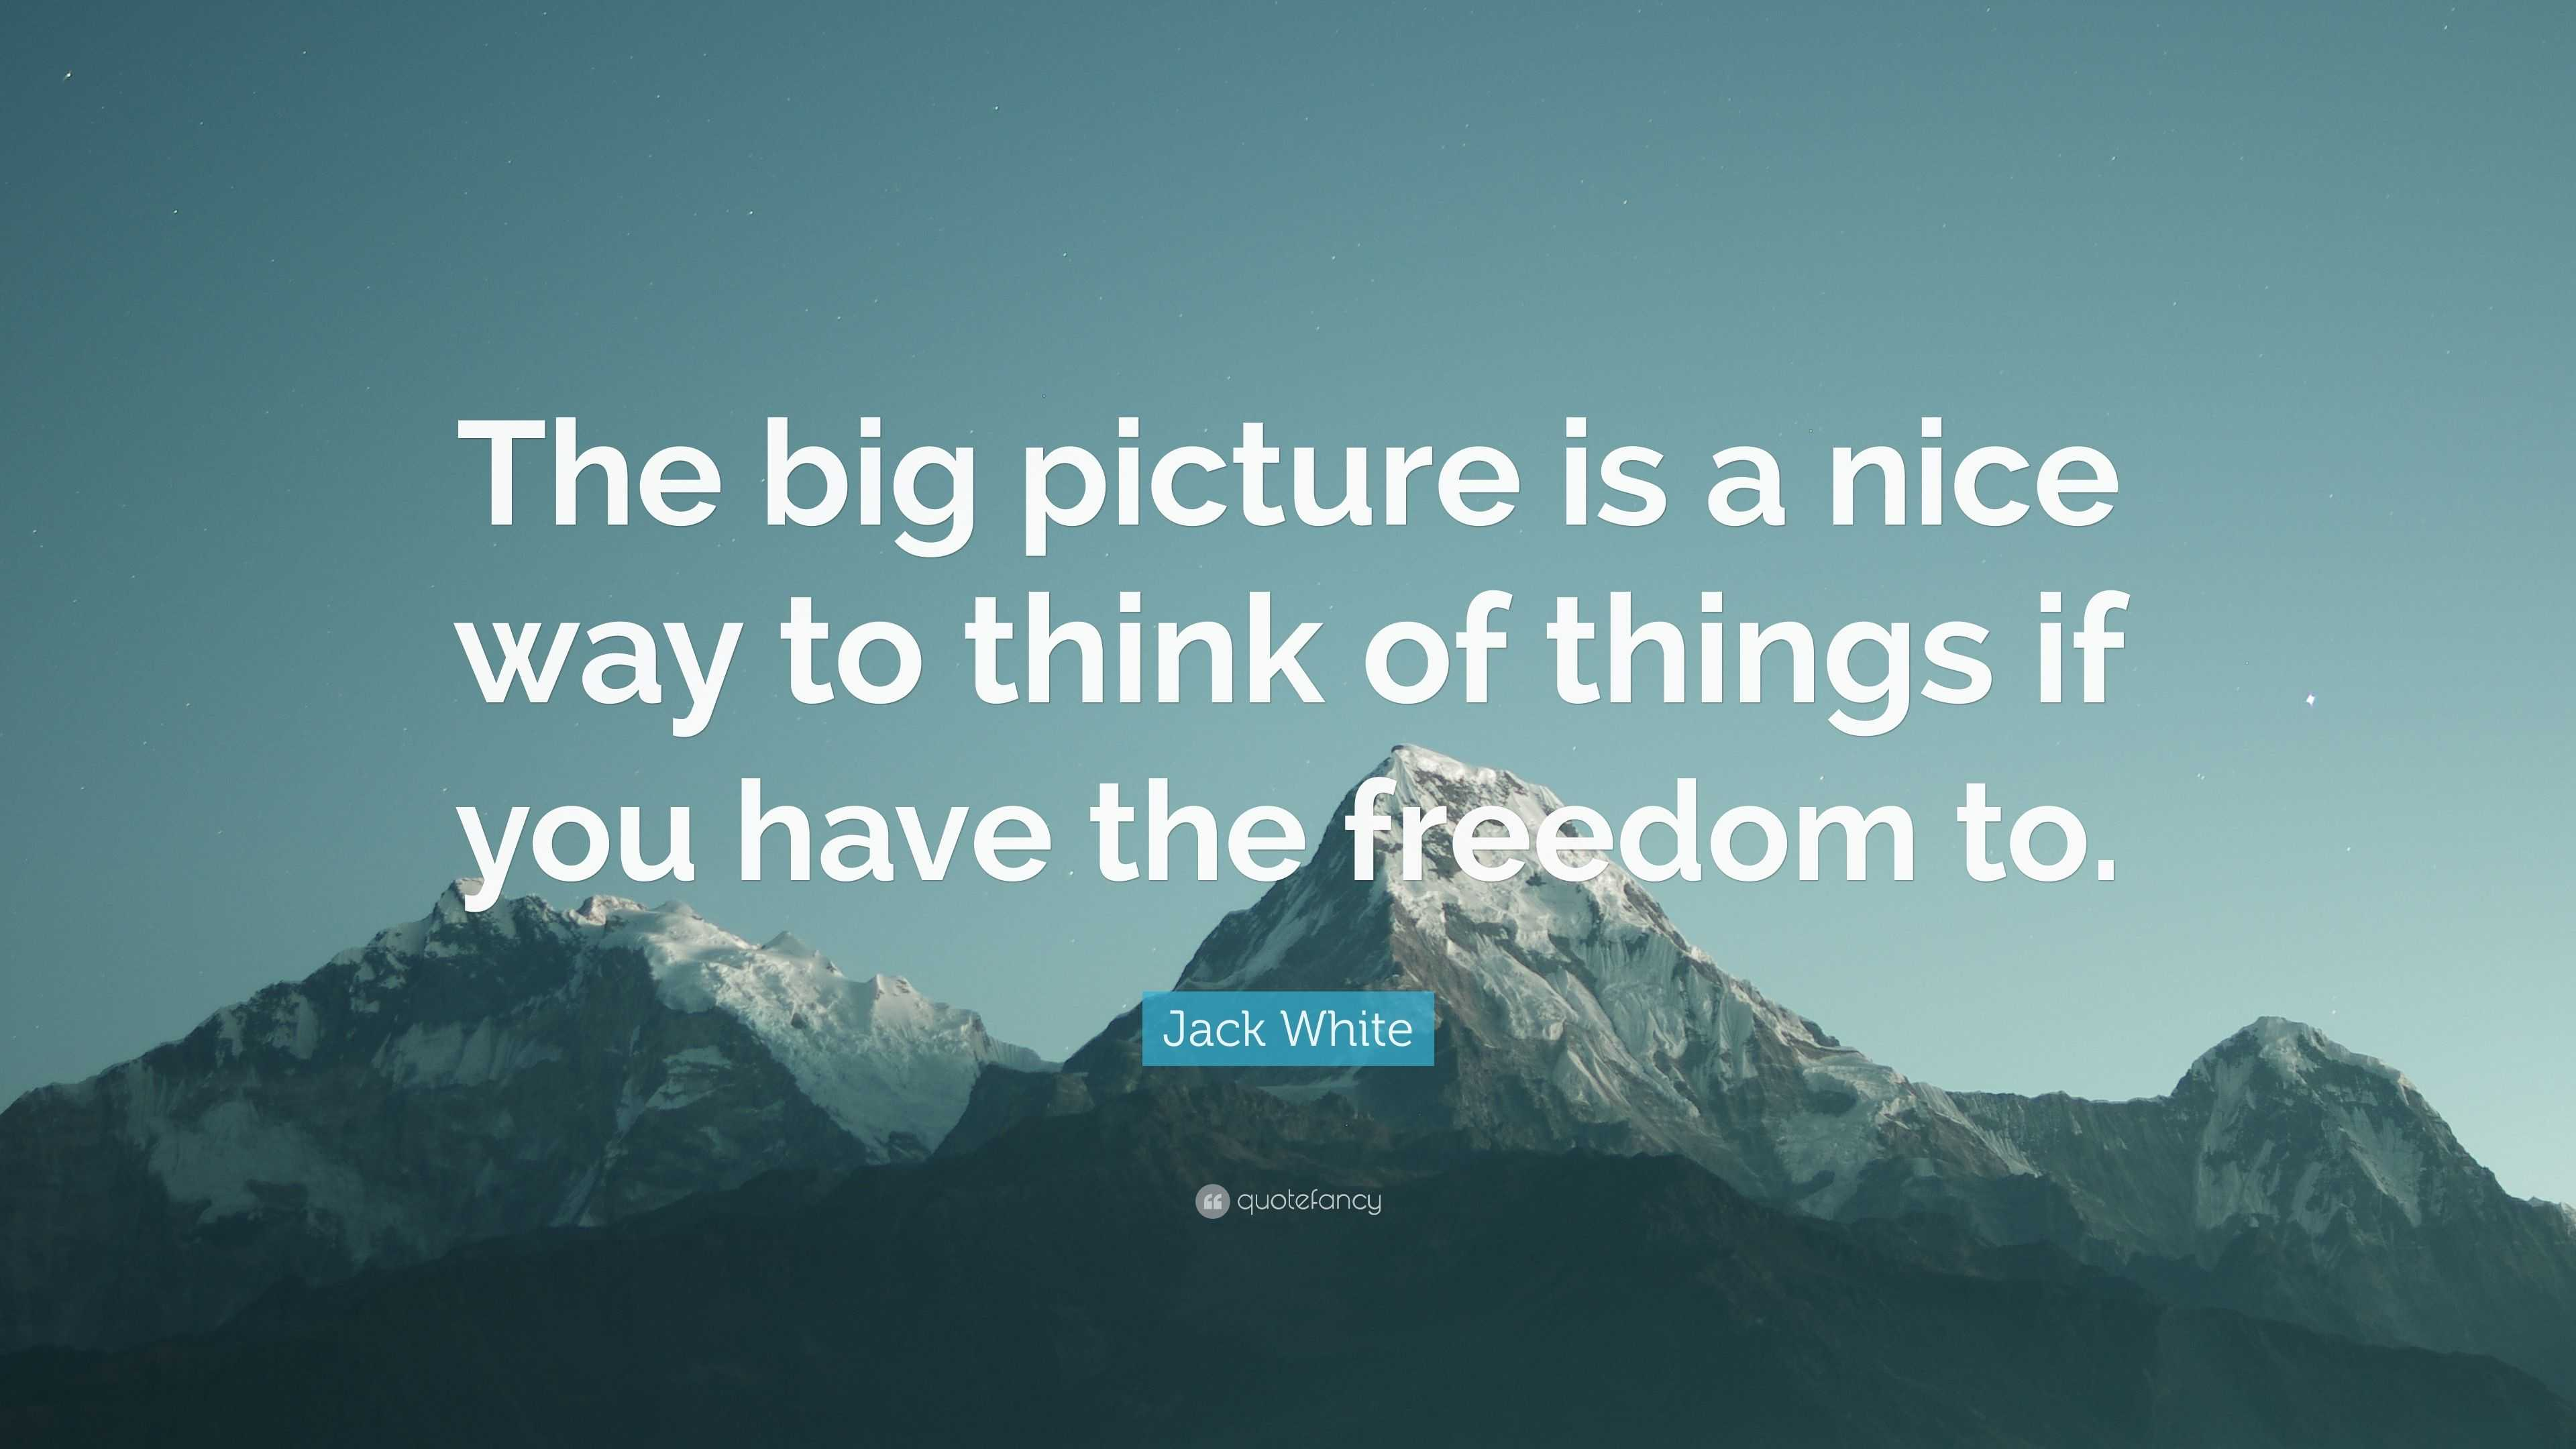 The big picture is a nice
way to think of things if
you have the freedom to.
Jack White
quotefancy